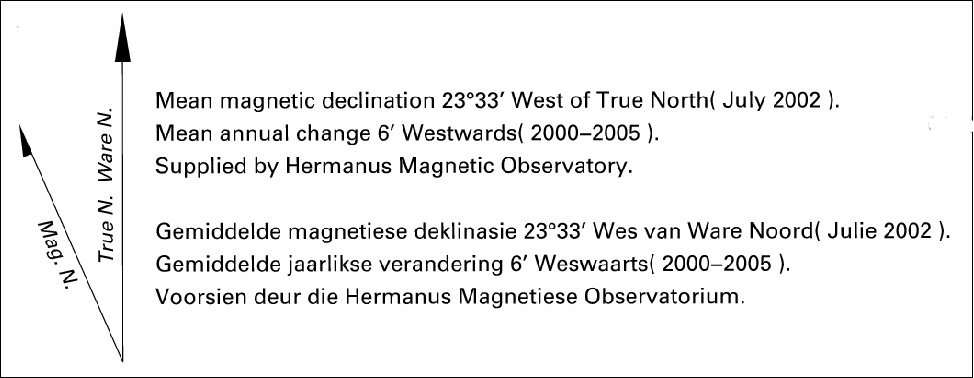 True N. Ware N.
Mag. N.
Mean magnetic declination 23°33′ West of True North( July 2002 ).
Mean annual change 6′ Westwards( 2000–2005 ).
Supplied by Hermanus Magnetic Observatory.
Gemiddelde magnetiese deklinasie 23°33′ Wes van Ware Noord( Julie 2002 ).
Gemiddelde jaarlikse verandering 6′ Weswaarts( 2000–2005 ).
Voorsien deur die Hermanus Magnetiese Observatorium.